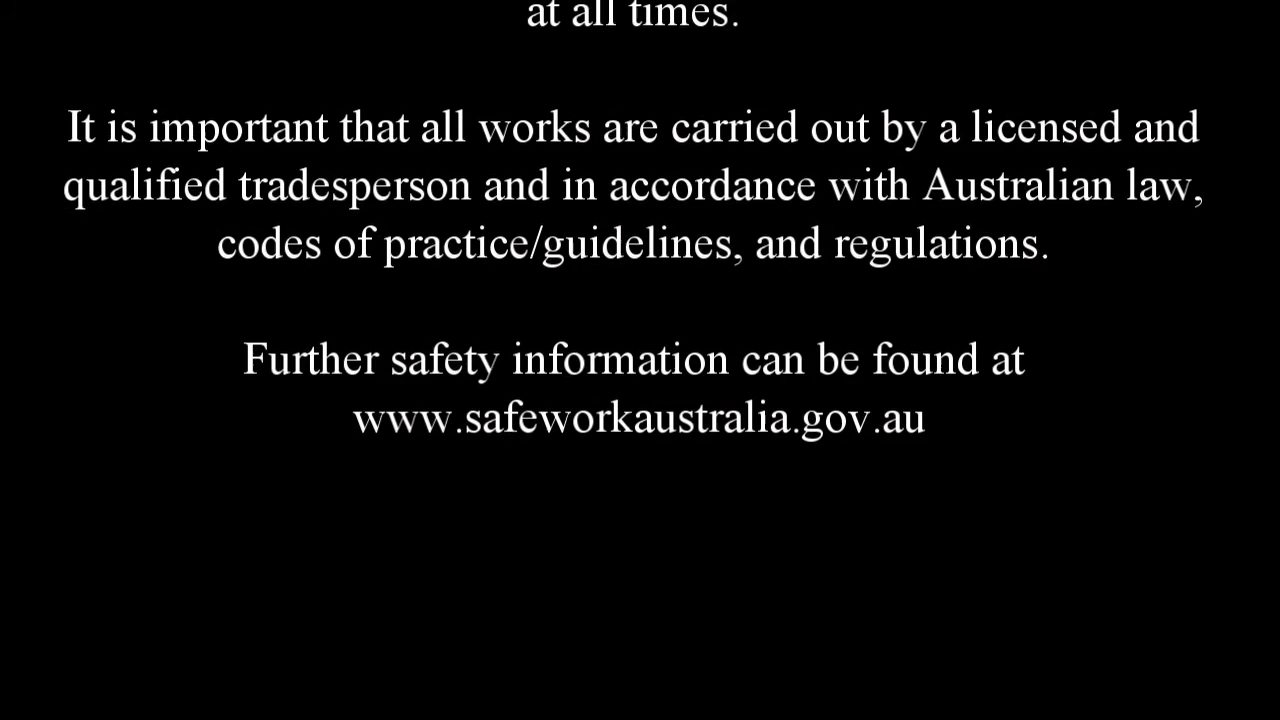 at all times.
It is important that all works are carried out by a licensed and
qualified tradesperson and in accordance with Australian law,
codes of practice/guidelines, and regulations.
Further safety information can be found at
www.safeworkaustralia.gov.au